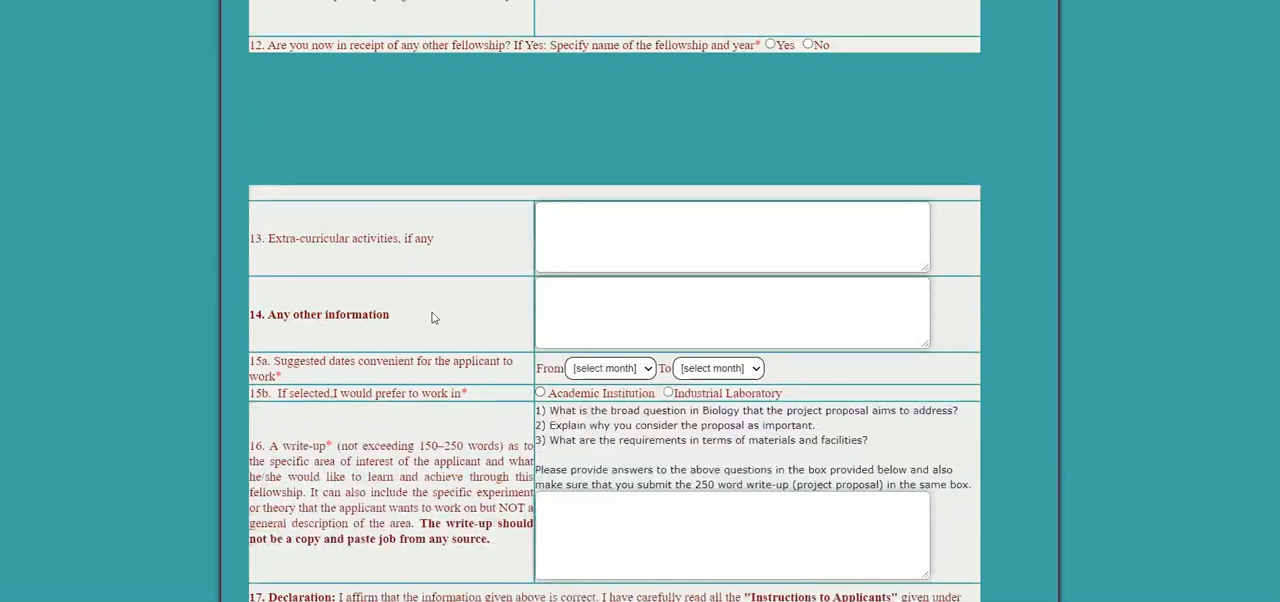 12. Are you now in receipt of any other fellowship? If Yes: Specify name of the fellowship and year* Yes No
13. Extra-curricular activities, if any
14. Any other information
15a. Suggested dates convenient for the applicant to
work*
From [select month] To [select month]
15b. If selected,I would prefer to work in*
Academic Institution Industrial Laboratory
16. A write-up* (not exceeding 150–250 words) as to
the specific area of interest of the applicant and what
he/she would like to learn and achieve through this
fellowship. It can also include the specific experiment
or theory that the applicant wants to work on but NOT a
general description of the area. The write-up should
not be a copy and paste job from any source.
1) What is the broad question in Biology that the project proposal aims to address?
2) Explain why you consider the proposal as important.
3) What are the requirements in terms of materials and facilities?
Please provide answers to the above questions in the box provided below and also
make sure that you submit the 250 word write-up (project proposal) in the same box.
17. Declaration: I affirm that the information given above is correct. I have carefully read all the "Instructions to Applicants" given under